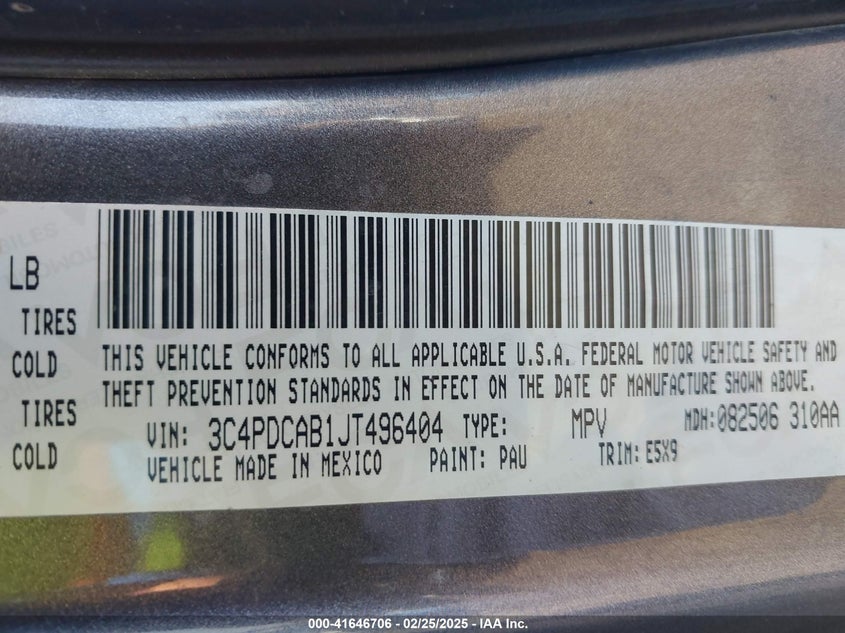 LB
TIRES
COLD
TIRES
COLD
THIS VEHICLE CONFORMS TO ALL APPLICABLE U.S.A. FEDERAL MOTOR VEHICLE SAFETY AND
THEFT PREVENTION STANDARDS IN EFFECT ON THE DATE OF MANUFACTURE SHOWN ABOVE.
VIN: 3C4PDCAB1JT496404 TYPE: MPV MDH:082506 310AA
VEHICLE MADE IN MEXICO PAINT: PAU TRIM: E5X9
000-41646706 - 02/25/2025 - IAA Inc.